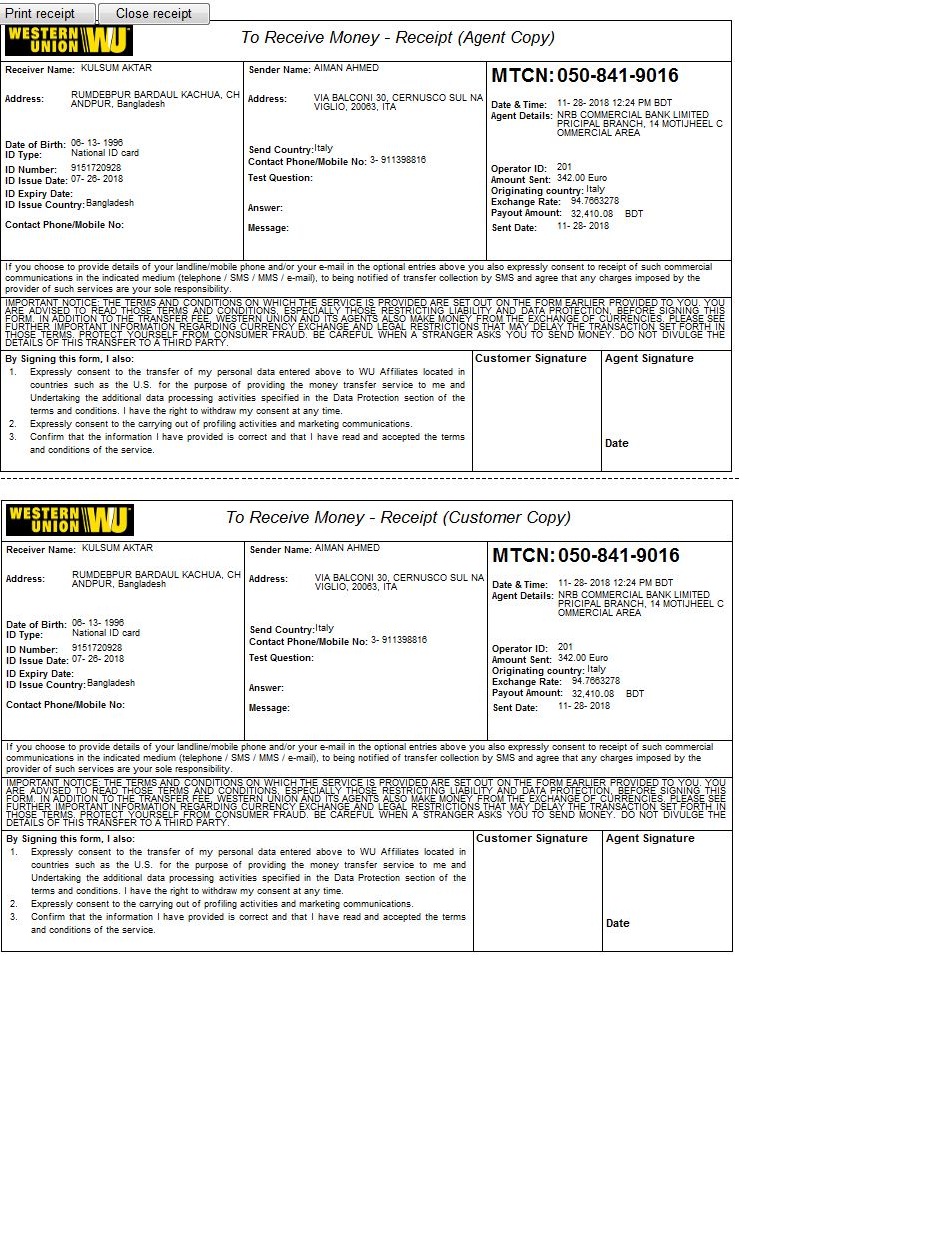 Print receipt Close receipt
WESTERN UNION WU To Receive Money - Receipt (Agent Copy)
Receiver Name: KULSUM AKTAR
Address: RUMDEBPUR BARDAUL KACHUA, CH
ANDPUR, Bangladesh
Date of Birth: 06- 13- 1996
ID Type: National ID card
ID Number: 9151720928
ID Issue Date: 07- 26- 2018
ID Expiry Date:
ID Issue Country: Bangladesh
Contact Phone/Mobile No:
Sender Name: AIMAN AHMED
Address: VIA BALCONI 30, CERNUSCO SUL NA
VIGLIO, 20063, ITA
Send Country: Italy
Contact Phone/Mobile No: 3- 911398816
Test Question:
Answer:
Message:
MTCN: 050-841-9016
Date & Time: 11- 28- 2018 12:24 PM BDT
Agent Details: NRB COMMERCIAL BANK LIMITED
PRICIPAL BRANCH, 14 MOTIJHEEL C
OMMERCIAL AREA
Operator ID: 201
Amount Sent: 342.00 Euro
Originating country: Italy
Exchange Rate: 94.7663278
Payout Amount: 32,410.08 BDT
Sent Date: 11- 28- 2018
If you choose to provide details of your landline/mobile phone and/or your e-mail in the optional entries above you also expressly consent to receipt of such commercial
communications in the indicated medium (telephone / SMS / MMS / e-mail), to being notified of transfer collection by SMS and agree that any charges imposed by the
provider of such services are your sole responsibility.
IMPORTANT NOTICE: THE TERMS AND CONDITIONS ON WHICH THE SERVICE IS PROVIDED ARE SET OUT ON THE FORM EARLIER PROVIDED TO YOU. YOU
ARE ADVISED TO READ THOSE TERMS AND CONDITIONS, ESPECIALLY THOSE RESTRICTING LIABILITY AND DATA PROTECTION, BEFORE SIGNING THIS
FORM. IN ADDITION TO THE TRANSFER FEE, WESTERN UNION AND ITS AGENTS ALSO MAKE MONEY FROM THE EXCHANGE OF CURRENCIES. PLEASE SEE
FURTHER IMPORTANT INFORMATION REGARDING CURRENCY EXCHANGE AND LEGAL RESTRICTIONS THAT MAY DELAY THE TRANSACTION SET FORTH IN
THOSE TERMS. PROTECT YOURSELF FROM CONSUMER FRAUD. BE CAREFUL WHEN A STRANGER ASKS YOU TO SEND MONEY. DO NOT DIVULGE THE
DETAILS OF THIS TRANSFER TO A THIRD PARTY.
By Signing this form, I also:
1. Expressly consent to the transfer of my personal data entered above to WU Affiliates located in
countries such as the U.S. for the purpose of providing the money transfer service to me and
Undertaking the additional data processing activities specified in the Data Protection section of the
terms and conditions. I have the right to withdraw my consent at any time.
2. Expressly consent to the carrying out of profiling activities and marketing communications.
3. Confirm that the information I have provided is correct and that I have read and accepted the terms
and conditions of the service.
Customer Signature
Agent Signature
Date
WESTERN UNION WU To Receive Money - Receipt (Customer Copy)
Receiver Name: KULSUM AKTAR
Address: RUMDEBPUR BARDAUL KACHUA, CH
ANDPUR, Bangladesh
Date of Birth: 06- 13- 1996
ID Type: National ID card
ID Number: 9151720928
ID Issue Date: 07- 26- 2018
ID Expiry Date:
ID Issue Country: Bangladesh
Contact Phone/Mobile No:
Sender Name: AIMAN AHMED
Address: VIA BALCONI 30, CERNUSCO SUL NA
VIGLIO, 20063, ITA
Send Country: Italy
Contact Phone/Mobile No: 3- 911398816
Test Question:
Answer:
Message:
MTCN: 050-841-9016
Date & Time: 11- 28- 2018 12:24 PM BDT
Agent Details: NRB COMMERCIAL BANK LIMITED
PRICIPAL BRANCH, 14 MOTIJHEEL C
OMMERCIAL AREA
Operator ID: 201
Amount Sent: 342.00 Euro
Originating country: Italy
Exchange Rate: 94.7663278
Payout Amount: 32,410.08 BDT
Sent Date: 11- 28- 2018
If you choose to provide details of your landline/mobile phone and/or your e-mail in the optional entries above you also expressly consent to receipt of such commercial
communications in the indicated medium (telephone / SMS / MMS / e-mail), to being notified of transfer collection by SMS and agree that any charges imposed by the
provider of such services are your sole responsibility.
IMPORTANT NOTICE: THE TERMS AND CONDITIONS ON WHICH THE SERVICE IS PROVIDED ARE SET OUT ON THE FORM EARLIER PROVIDED TO YOU. YOU
ARE ADVISED TO READ THOSE TERMS AND CONDITIONS, ESPECIALLY THOSE RESTRICTING LIABILITY AND DATA PROTECTION, BEFORE SIGNING THIS
FORM. IN ADDITION TO THE TRANSFER FEE, WESTERN UNION AND ITS AGENTS ALSO MAKE MONEY FROM THE EXCHANGE OF CURRENCIES. PLEASE SEE
FURTHER IMPORTANT INFORMATION REGARDING CURRENCY EXCHANGE AND LEGAL RESTRICTIONS THAT MAY DELAY THE TRANSACTION SET FORTH IN
THOSE TERMS. PROTECT YOURSELF FROM CONSUMER FRAUD. BE CAREFUL WHEN A STRANGER ASKS YOU TO SEND MONEY. DO NOT DIVULGE THE
DETAILS OF THIS TRANSFER TO A THIRD PARTY.
By Signing this form, I also:
1. Expressly consent to the transfer of my personal data entered above to WU Affiliates located in
countries such as the U.S. for the purpose of providing the money transfer service to me and
Undertaking the additional data processing activities specified in the Data Protection section of the
terms and conditions. I have the right to withdraw my consent at any time.
2. Expressly consent to the carrying out of profiling activities and marketing communications.
3. Confirm that the information I have provided is correct and that I have read and accepted the terms
and conditions of the service.
Customer Signature
Agent Signature
Date